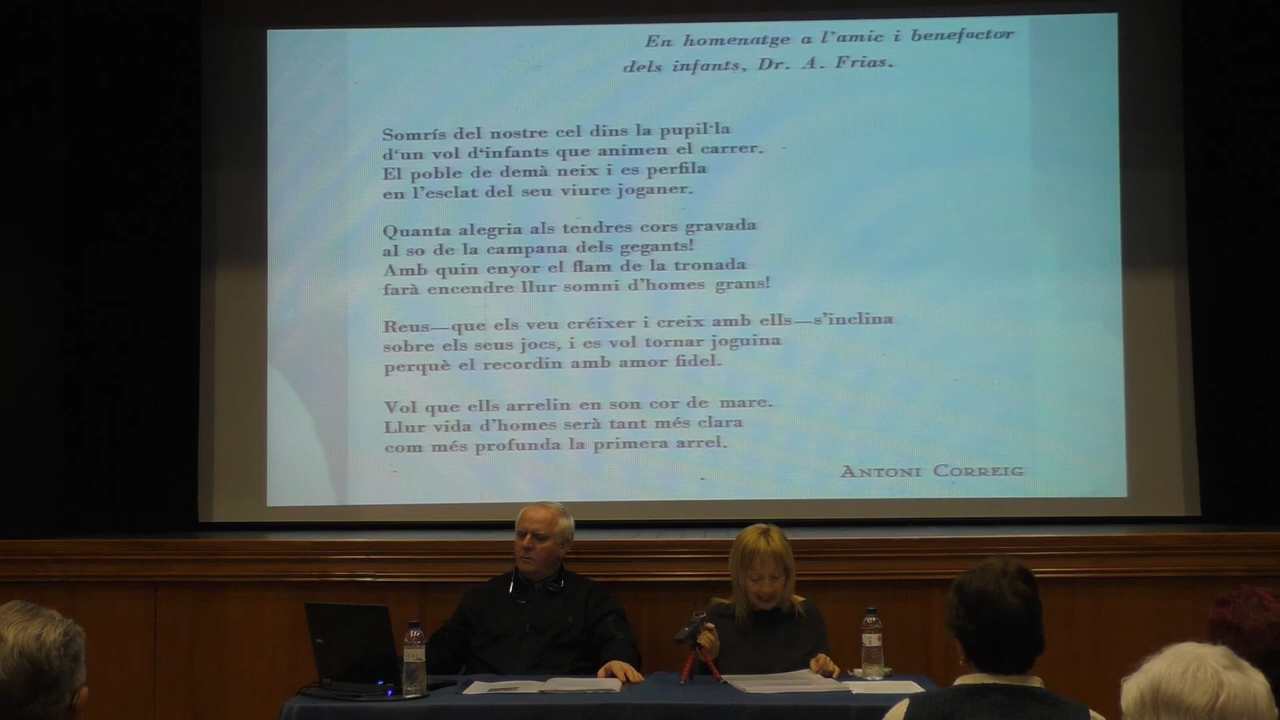 En homenatge a l'amic i benefactor
dels infants, Dr. A. Frias.
Somrís del nostre cel dins la pupil·la
d'un vol d'infants que animen el carrer.
El poble de demà neix i es perfila
en l'esclat del seu viure joganer.
Quanta alegria als tendres cors gravada
al so de la campana dels gegants!
Amb quin enyor el flam de la tronada
farà encendre llur somni d'homes grans!
Reus—que els veu créixer i creix amb ells—s'inclina
sobre els seus jocs, i es vol tornar joguina
perquè el recordin amb amor fidel.
Vol que ells arrelin en son cor de mare.
Llur vida d'homes serà tant més clara
com més profunda la primera arrel.
ANTONI CORREIG